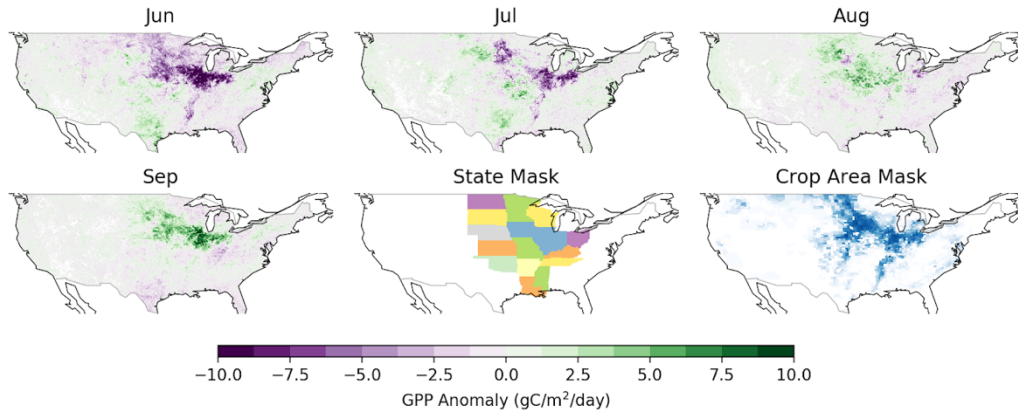 Jun Jul Aug
Sep State Mask Crop Area Mask
−10.0 −7.5 −5.0 −2.5 0.0 2.5 5.0 7.5 10.0
GPP Anomaly (gC/m²/day)